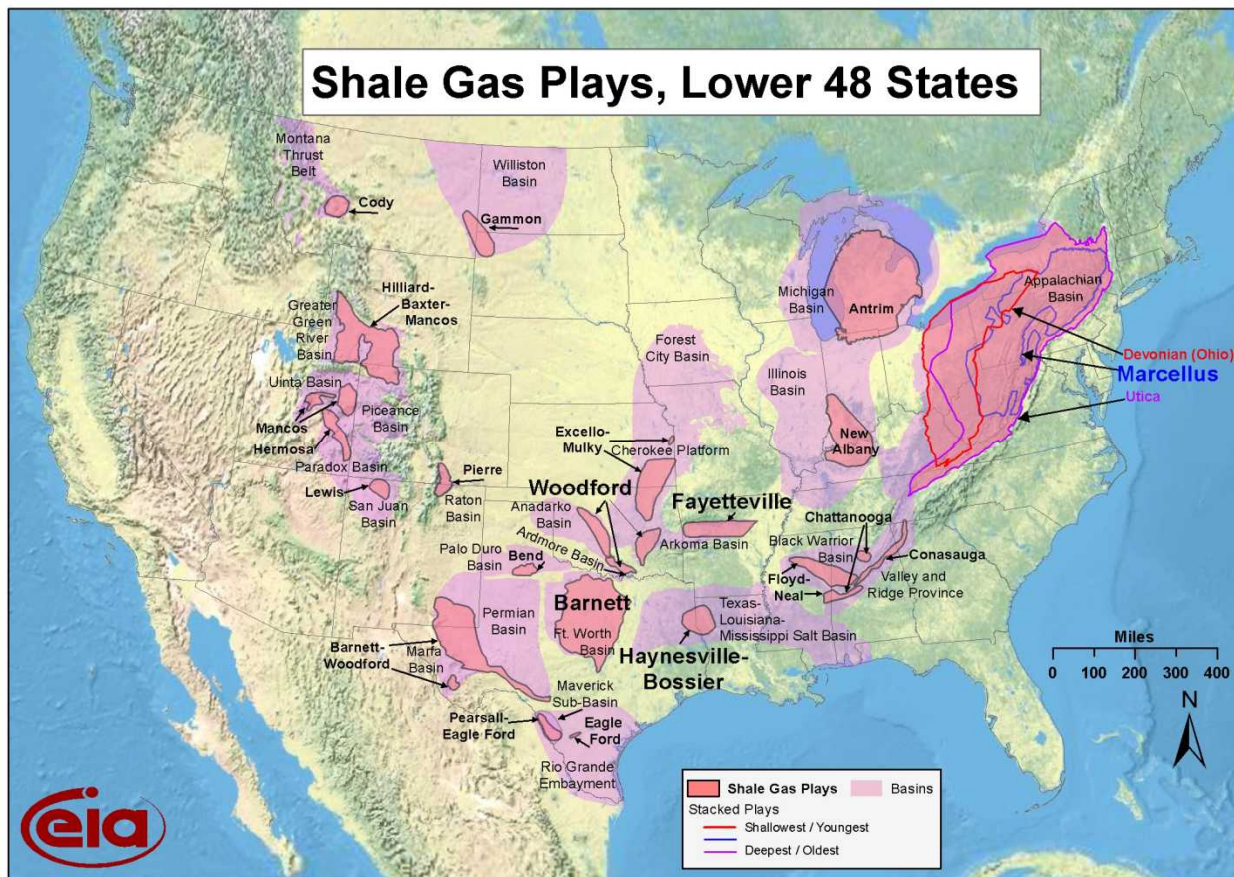 Shale Gas Plays, Lower 48 States
Montana
Thrust
Belt
Cody
Williston
Basin
Gammon
Hilliard-
Baxter-
Mancos
Greater
Green
River
Basin
Uinta Basin
Mancos
Piceance
Basin
Hermosa
Paradox Basin
Lewis
San Juan
Basin
Pierre
Raton
Basin
Michigan
Basin
Antrim
Appalachian
Basin
Devonian (Ohio)
Marcellus
Utica
Forest
City Basin
Illinois
Basin
New
Albany
Excello-
Mulky
Cherokee Platform
Woodford
Anadarko
Basin
Ardmore Basin
Fayetteville
Arkoma Basin
Chattanooga
Black Warrior
Basin
Conasauga
Floyd-
Neal
Valley and
Ridge Province
Palo Duro
Basin
Bend
Barnett
Ft. Worth
Basin
Permian
Basin
Barnett-
Woodford
Marfa
Basin
Texas-
Louisiana-
Mississippi Salt Basin
Haynesville-
Bossier
Maverick
Sub-Basin
Pearsall-
Eagle Ford
Eagle
Ford
Rio Grande
Embayment
Miles
0 100 200 300 400
N
Shale Gas Plays
Basins
Stacked Plays
Shallowest / Youngest
Deepest / Oldest
eia